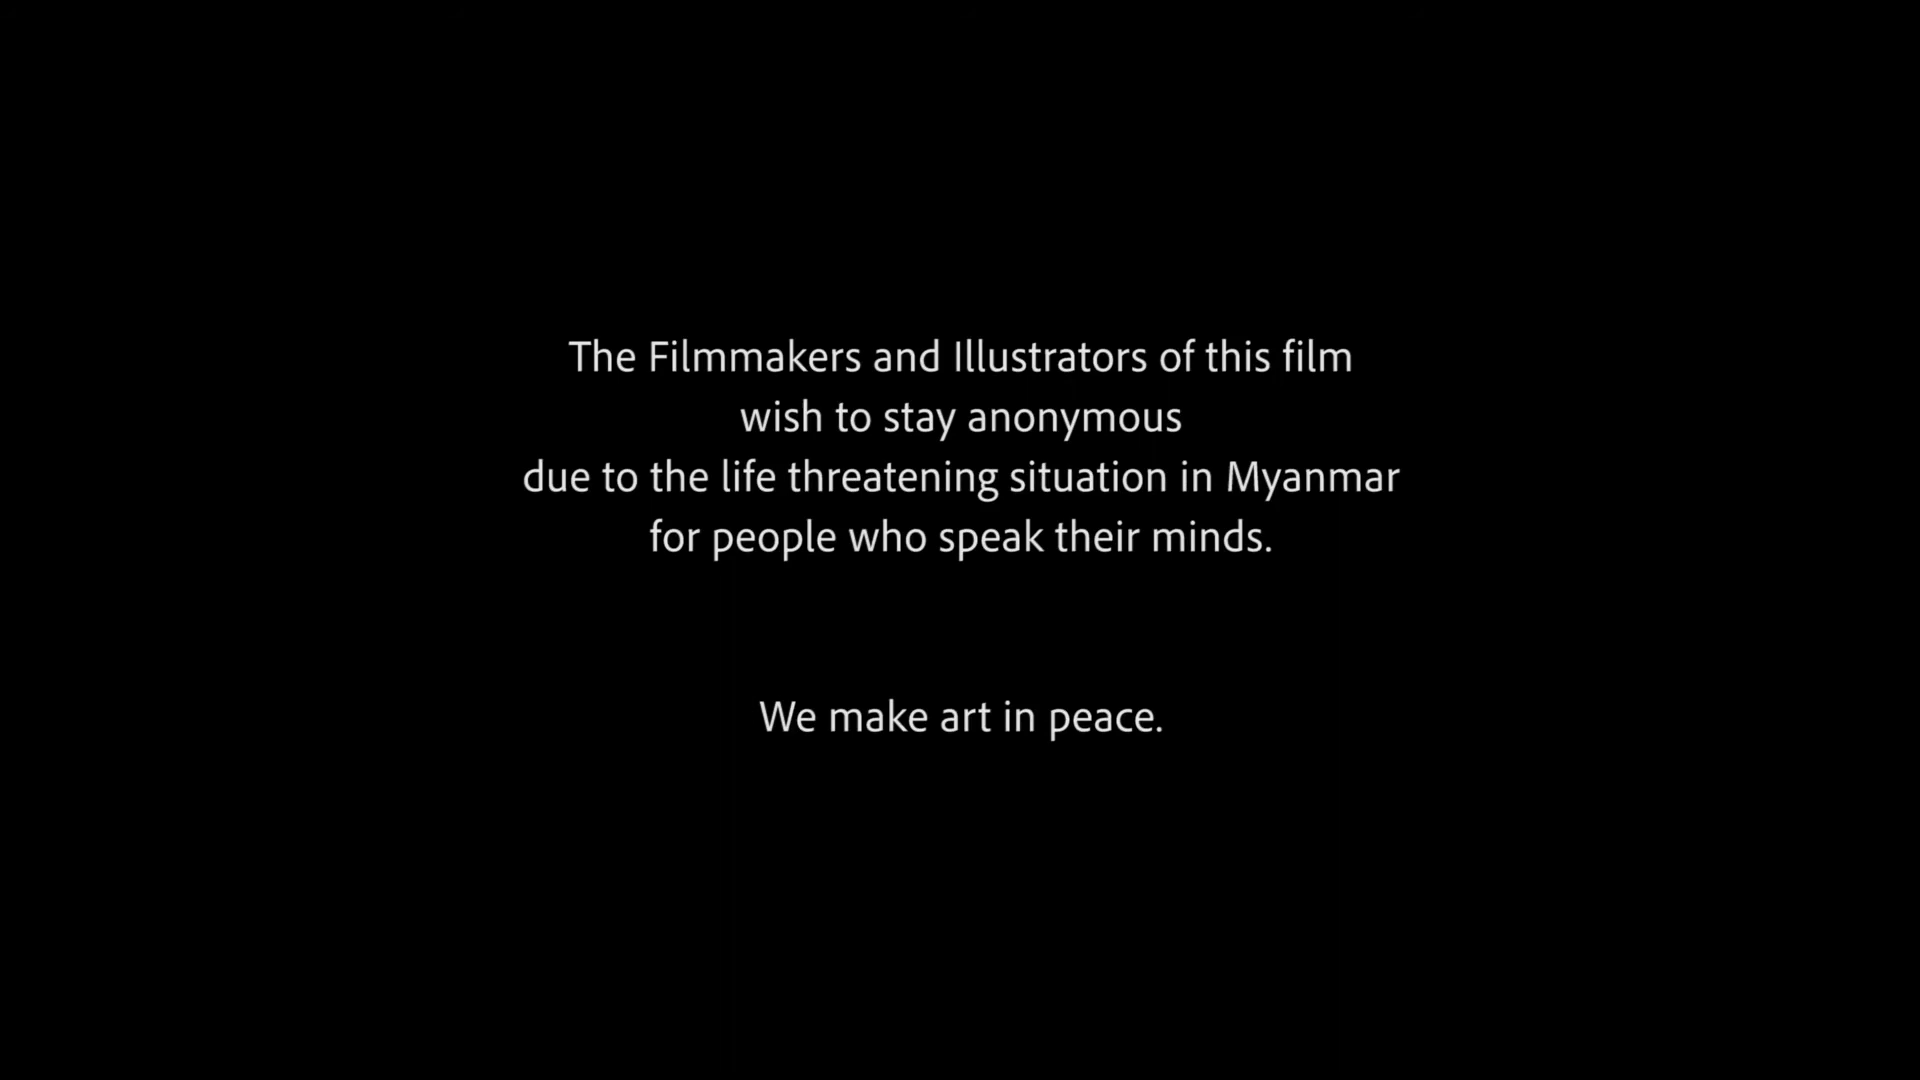 The Filmmakers and Illustrators of this film
wish to stay anonymous
due to the life threatening situation in Myanmar
for people who speak their minds.
We make art in peace.